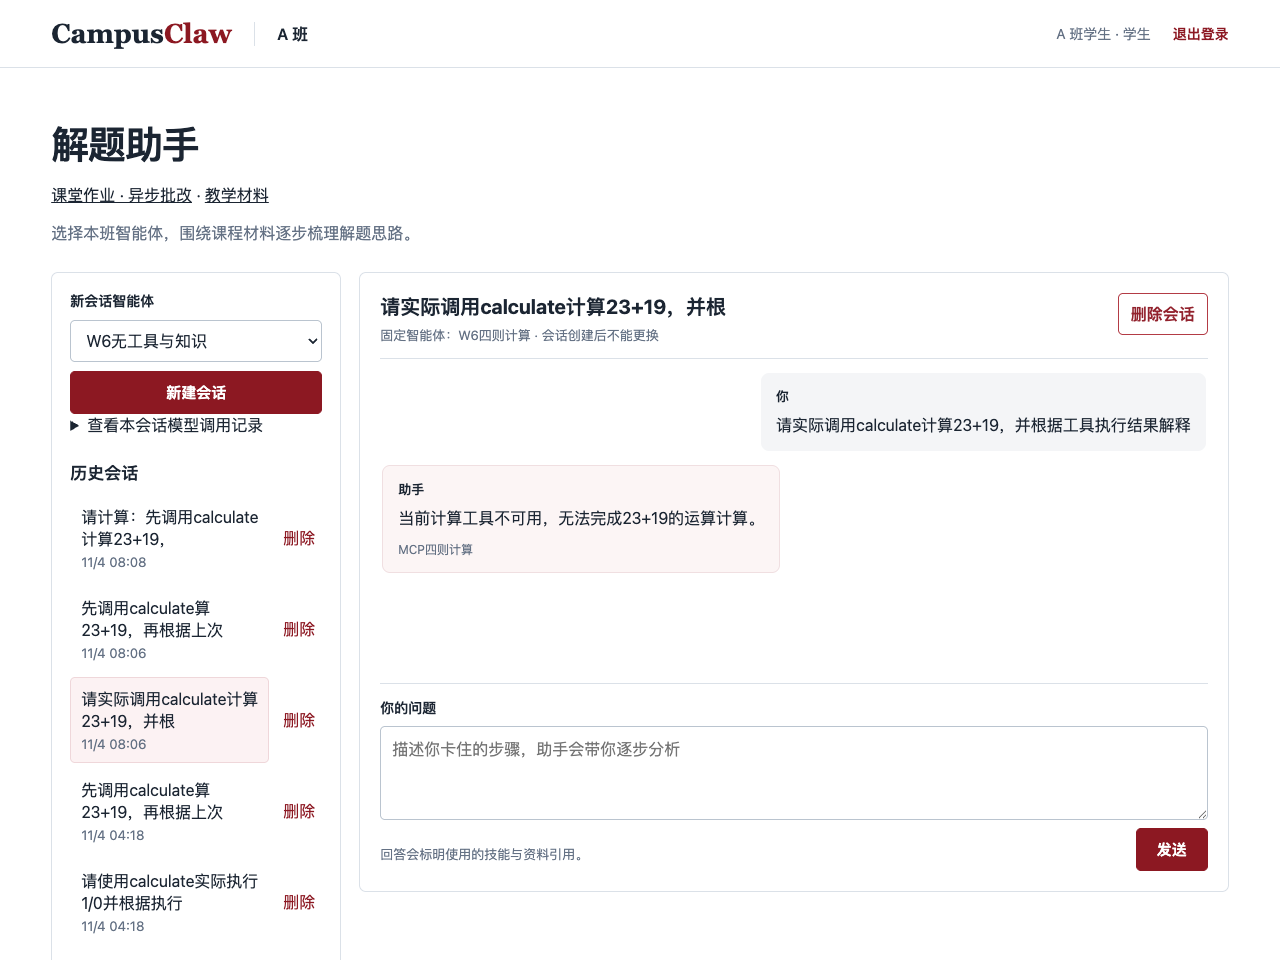 CampusClaw
A 班
A 班学生 · 学生
退出登录
解题助手
课堂作业 · 异步批改 · 教学材料
选择本班智能体，围绕课程材料逐步梳理解题思路。
新会话智能体
W6无工具与知识
新建会话
查看本会话模型调用记录
历史会话
请计算：先调用calculate
计算23+19，
11/4 08:08
删除
先调用calculate算
23+19，再根据上次
11/4 08:06
删除
请实际调用calculate计算
23+19，并根
11/4 08:06
删除
先调用calculate算
23+19，再根据上次
11/4 04:18
删除
请使用calculate实际执行
1/0并根据执行
11/4 04:18
删除
请实际调用calculate计算23+19，并根
固定智能体：W6四则计算 · 会话创建后不能更换
删除会话
你
请实际调用calculate计算23+19，并根据工具执行结果解释
助手
当前计算工具不可用，无法完成23+19的运算计算。
MCP四则计算
你的问题
描述你卡住的步骤，助手会带你逐步分析
回答会标明使用的技能与资料引用。
发送